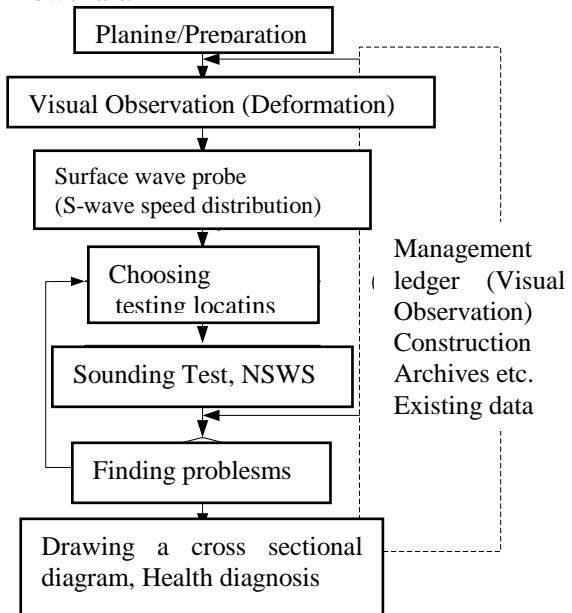 Planing/Preparation
Visual Observation (Deformation)
Surface wave probe
(S-wave speed distribution)
Choosing
testing locatins
Sounding Test, NSWS
Finding problesms
Drawing a cross sectional
diagram, Health diagnosis
Management
ledger (Visual
Observation)
Construction
Archives etc.
Existing data